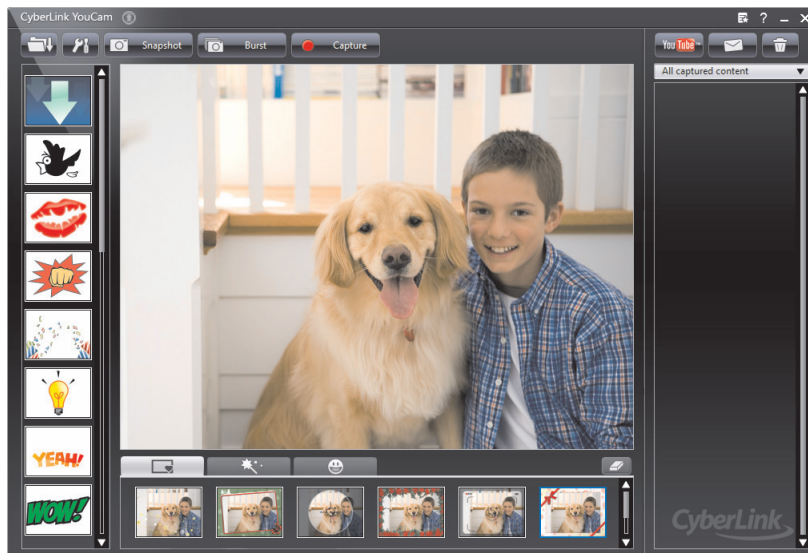 CyberLink YouCam
?
Snapshot
Burst
Capture
You Tube
All captured content
YEAH!
WOW!
CyberLink